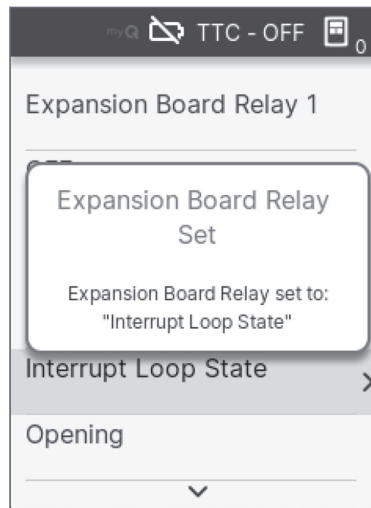 myQ TTC - OFF 0
Expansion Board Relay 1
Expansion Board Relay
Set
Expansion Board Relay set to:
"Interrupt Loop State"
Interrupt Loop State
Opening